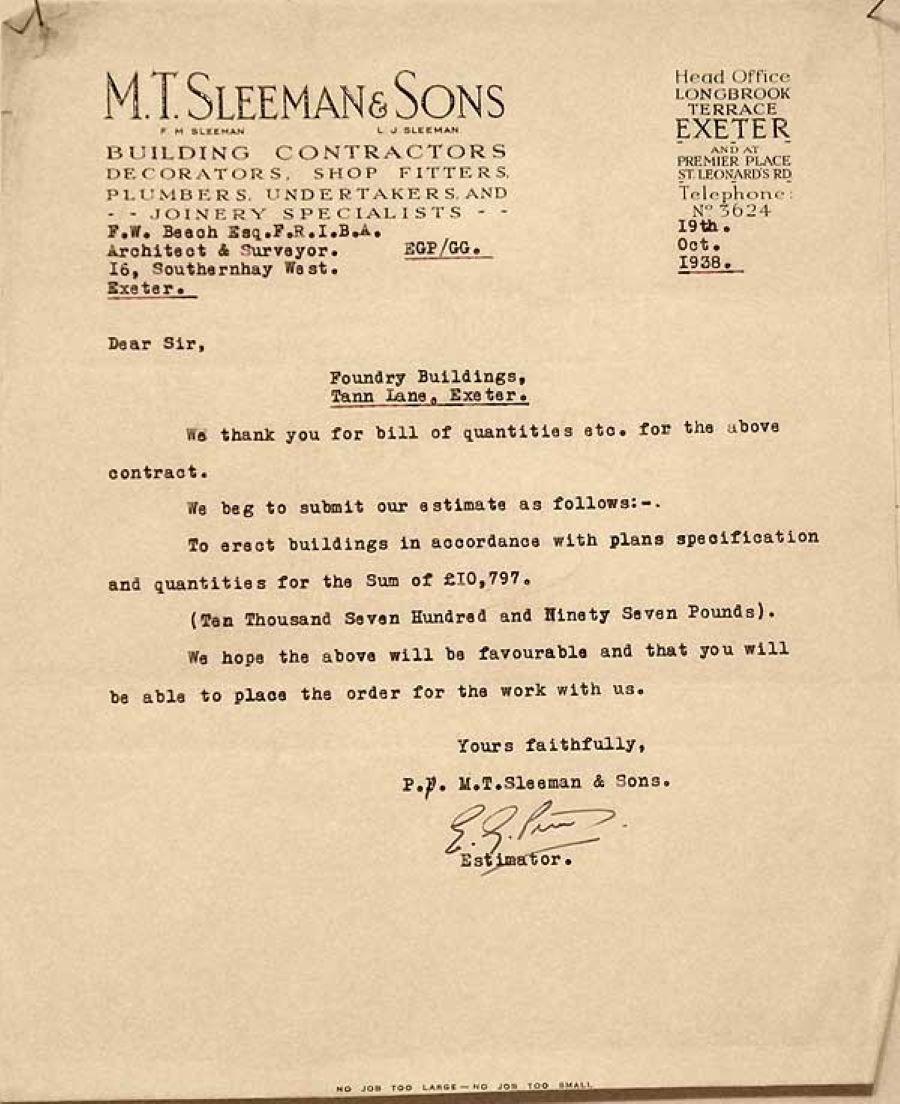 M.T. SLEEMAN & SONS
F M SLEEMAN L J SLEEMAN
BUILDING CONTRACTORS
DECORATORS, SHOP FITTERS,
PLUMBERS, UNDERTAKERS, AND
- - JOINERY SPECIALISTS - -
Head Office
LONGBROOK
TERRACE
EXETER
AND AT
PREMIER PLACE
ST. LEONARD'S RD
Telephone:
No 3624
19th.
Oct.
1938.
F.W. Beech Esq.F.R.I.B.A.
Architect & Surveyor. EGP/GG.
16, Southernhay West.
Exeter.
Dear Sir,
Foundry Buildings,
Tann Lane, Exeter.
We thank you for bill of quantities etc. for the above
contract.
We beg to submit our estimate as follows:-.
To erect buildings in accordance with plans specification
and quantities for the Sum of £10,797.
(Ten Thousand Seven Hundred and Ninety Seven Pounds).
We hope the above will be favourable and that you will
be able to place the order for the work with us.
Yours faithfully,
P.p. M.T.Sleeman & Sons.
E. G.
Estimator.
NO JOB TOO LARGE — NO JOB TOO SMALL